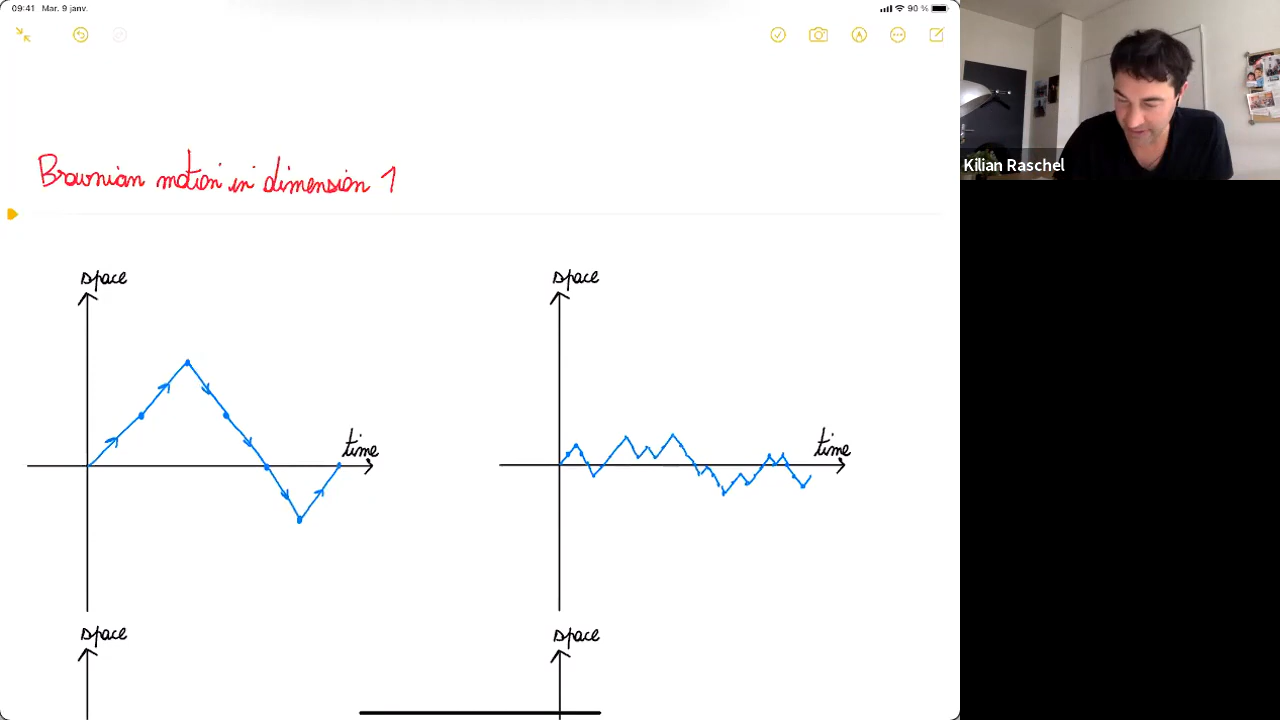 09:41 Mar. 9 janv.
90 %
Brownian motion in dimension 1
space
space
time
time
space
space
Kilian Raschel